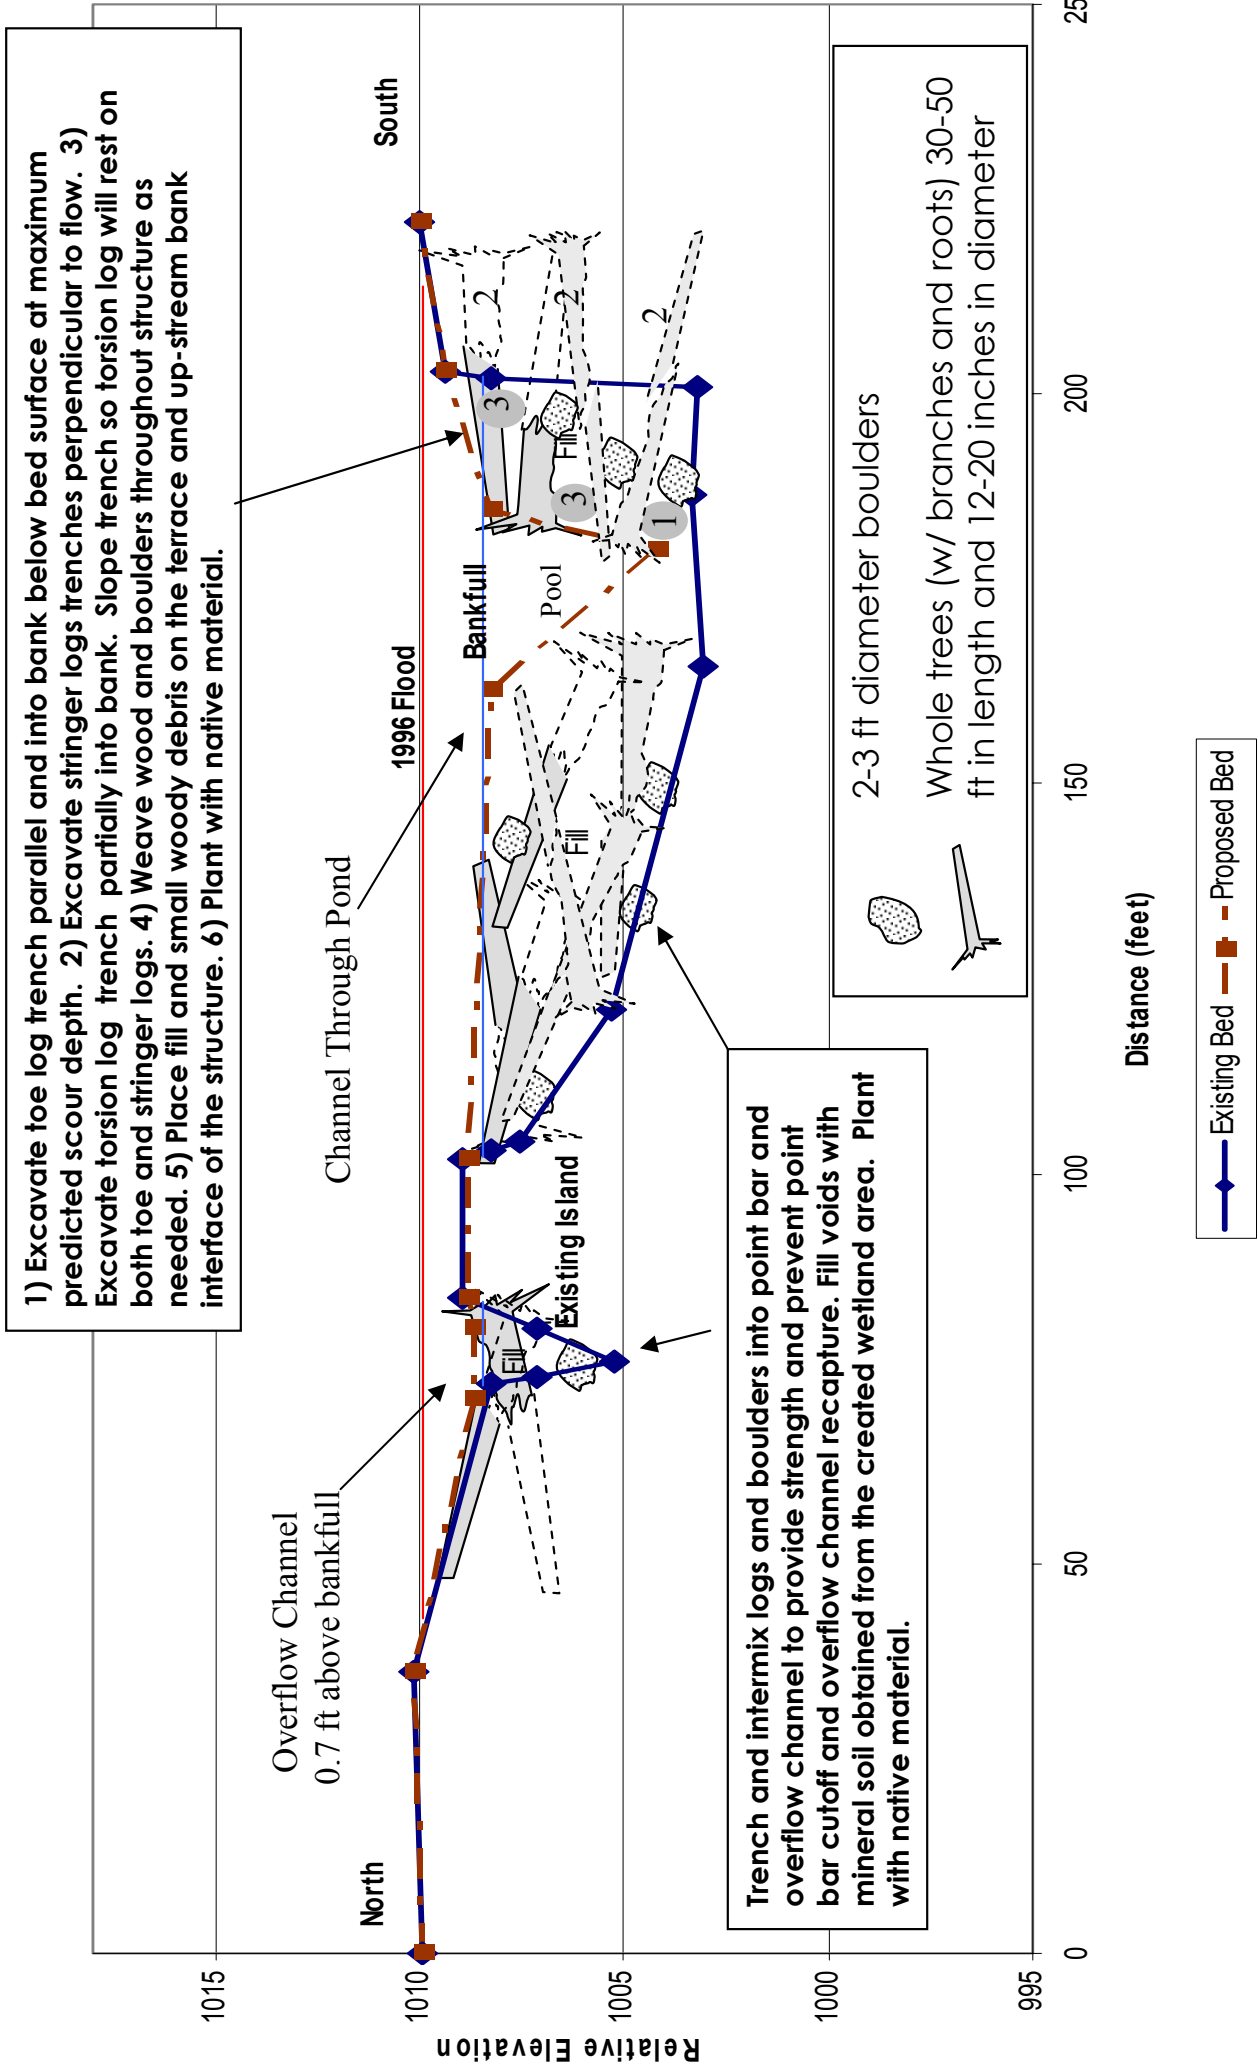 1) Excavate toe log trench parallel and into bank below bed surface at maximum
predicted scour depth. 2) Excavate stringer logs trenches perpendicular to flow. 3)
Excavate torsion log trench partially into bank. Slope trench so torsion log will rest on
both toe and stringer logs. 4) Weave wood and boulders throughout structure as
needed. 5) Place fill and small woody debris on the terrace and up-stream bank
interface of the structure. 6) Plant with native material.
Overflow Channel
0.7 ft above bankfull
Channel Through Pond
North
1996 Flood
South
Bankfull
Pool
Fill
Existing Island
Fill
Fill
3
3
1
2
2
2
Trench and intermix logs and boulders into point bar and
overflow channel to provide strength and prevent point
bar cutoff and overflow channel recapture. Fill voids with
mineral soil obtained from the created wetland area. Plant
with native material.
2-3 ft diameter boulders
Whole trees (w/ branches and roots) 30-50
ft in length and 12-20 inches in diameter
Relative Elevation
1015
1010
1005
1000
995
0
50
100
150
200
25
Distance (feet)
Existing Bed
Proposed Bed